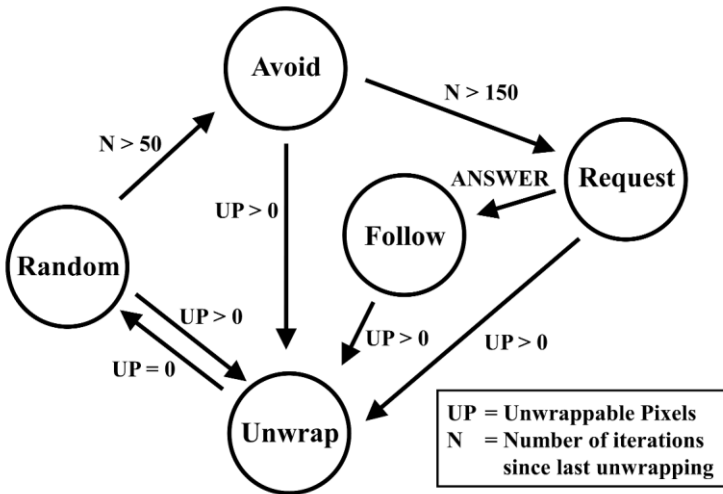 Avoid
N > 150
N > 50
ANSWER
Request
UP > 0
Follow
Random
UP > 0
UP > 0
UP > 0
UP = 0
Unwrap
UP = Unwrappable Pixels
N = Number of iterations
since last unwrapping